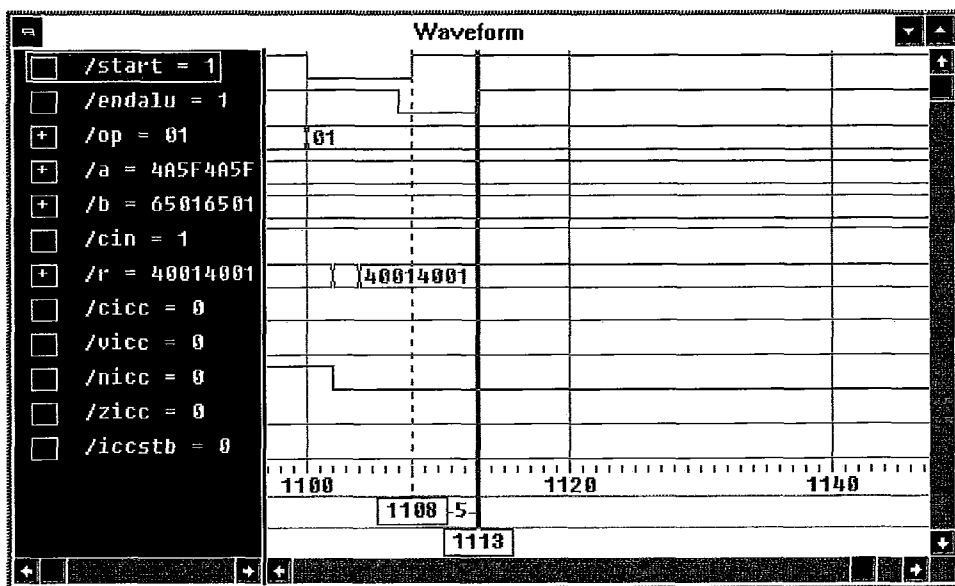 Waveform
/start = 1
/endalu = 1
/op = 01
01
/a = 4A5F4A5F
/b = 65016501
/cin = 1
/r = 40014001
40014001
/cicc = 0
/vicc = 0
/nicc = 0
/zicc = 0
/iccstb = 0
1100 1120 1140
1108 5
1113